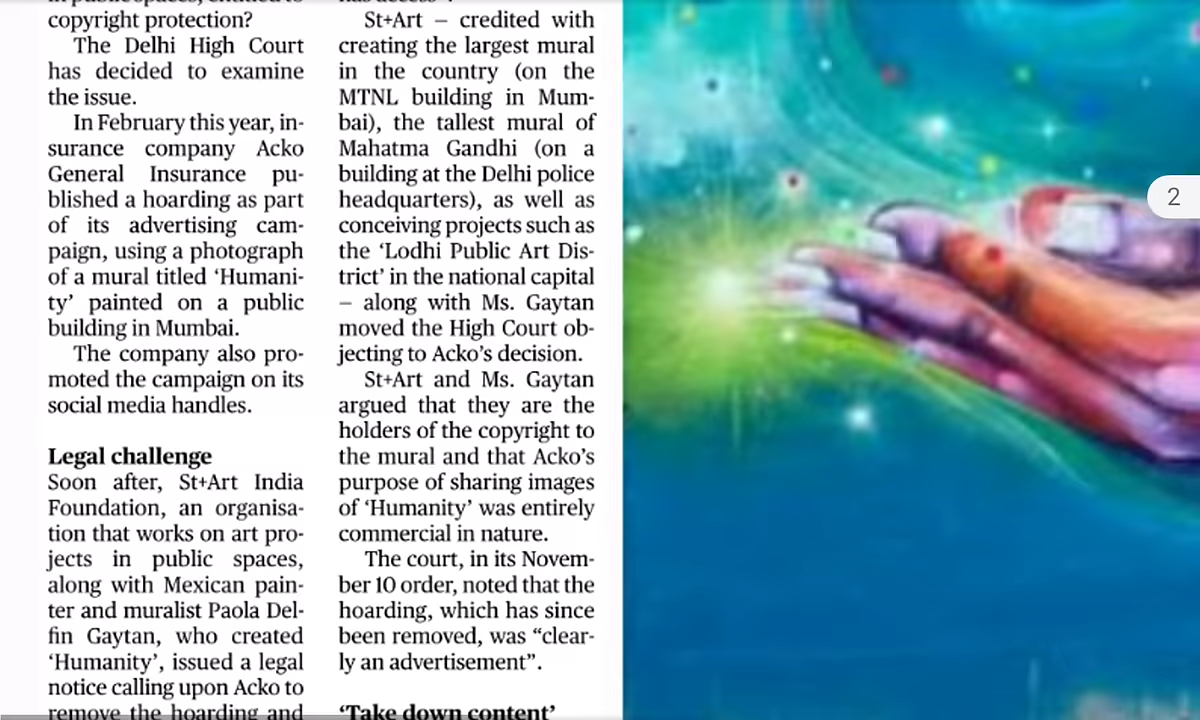 copyright protection?
The Delhi High Court
has decided to examine
the issue.
In February this year, in-
surance company Acko
General Insurance pu-
blished a hoarding as part
of its advertising cam-
paign, using a photograph
of a mural titled ‘Humani-
ty’ painted on a public
building in Mumbai.
The company also pro-
moted the campaign on its
social media handles.
Legal challenge
Soon after, St+Art India
Foundation, an organisa-
tion that works on art pro-
jects in public spaces,
along with Mexican pain-
ter and muralist Paola Del-
fin Gaytan, who created
‘Humanity’, issued a legal
notice calling upon Acko to
remove the hoarding and
St+Art – credited with
creating the largest mural
in the country (on the
MTNL building in Mum-
bai), the tallest mural of
Mahatma Gandhi (on a
building at the Delhi police
headquarters), as well as
conceiving projects such as
the ‘Lodhi Public Art Dis-
trict’ in the national capital
– along with Ms. Gaytan
moved the High Court ob-
jecting to Acko’s decision.
St+Art and Ms. Gaytan
argued that they are the
holders of the copyright to
the mural and that Acko’s
purpose of sharing images
of ‘Humanity’ was entirely
commercial in nature.
The court, in its Novem-
ber 10 order, noted that the
hoarding, which has since
been removed, was “clear-
ly an advertisement”.
‘Take down content’
2